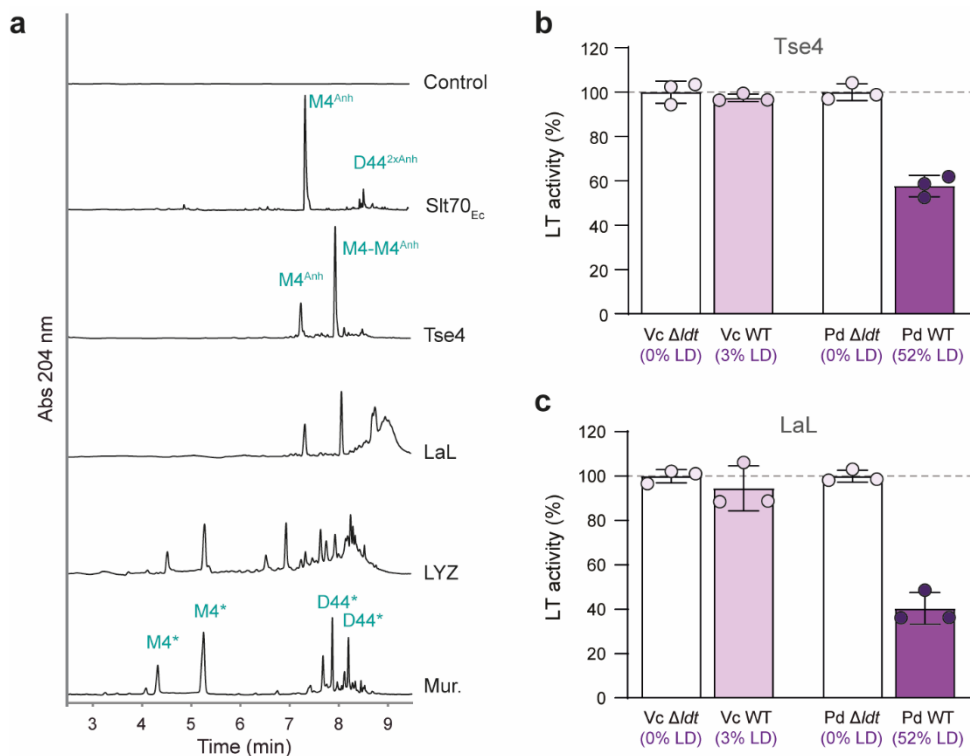 a
Control
M4Anh
D442xAnh
Slt70Ec
M4-M4Anh
M4Anh
Tse4
LaL
LYZ
M4*
M4*
D44*
D44*
Mur.
Abs 204 nm
3 4 5 6 7 8 9
Time (min)
b
Tse4
120
100
80
60
40
20
0
LT activity (%)
Vc Δldt
(0% LD)
Vc WT
(3% LD)
Pd Δldt
(0% LD)
Pd WT
(52% LD)
c
LaL
120
100
80
60
40
20
0
LT activity (%)
Vc Δldt
(0% LD)
Vc WT
(3% LD)
Pd Δldt
(0% LD)
Pd WT
(52% LD)